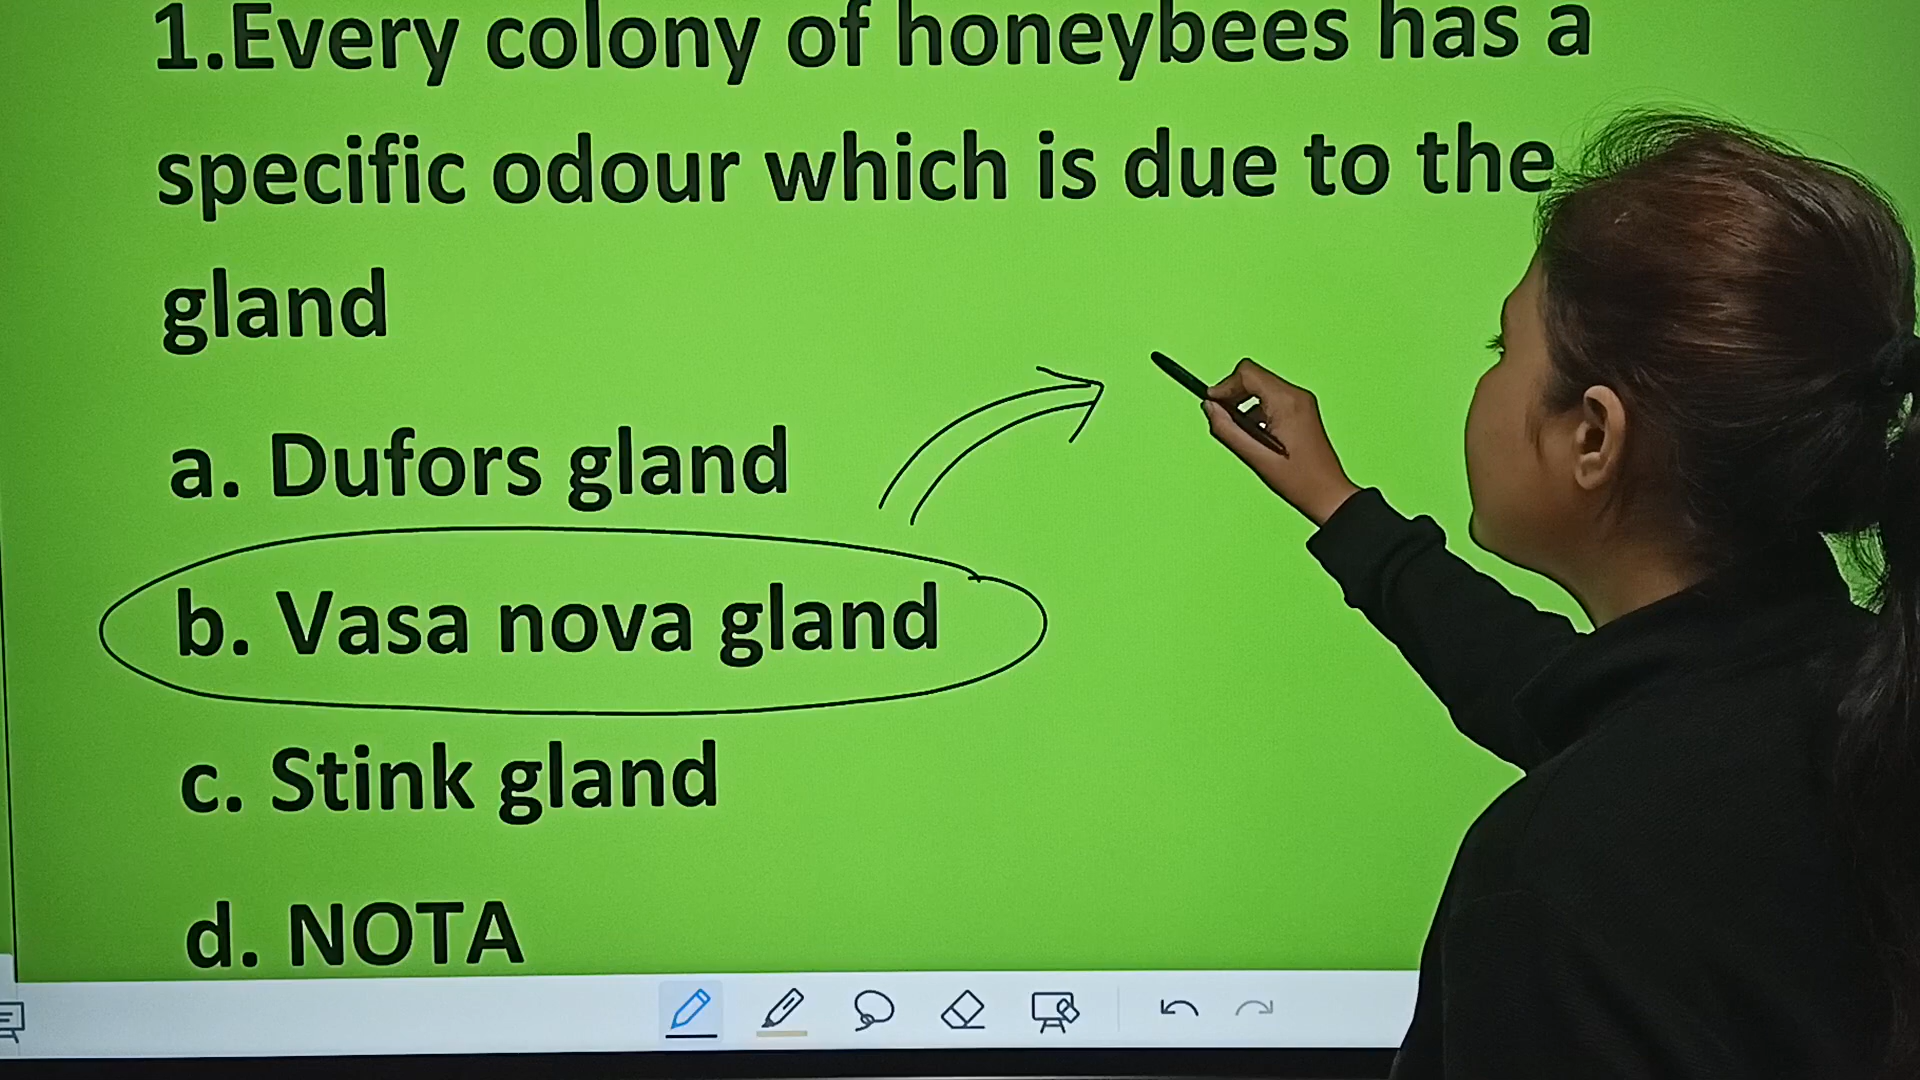 1.Every colony of honeybees has a
specific odour which is due to the
gland
a. Dufors gland
b. Vasa nova gland
c. Stink gland
d. NOTA